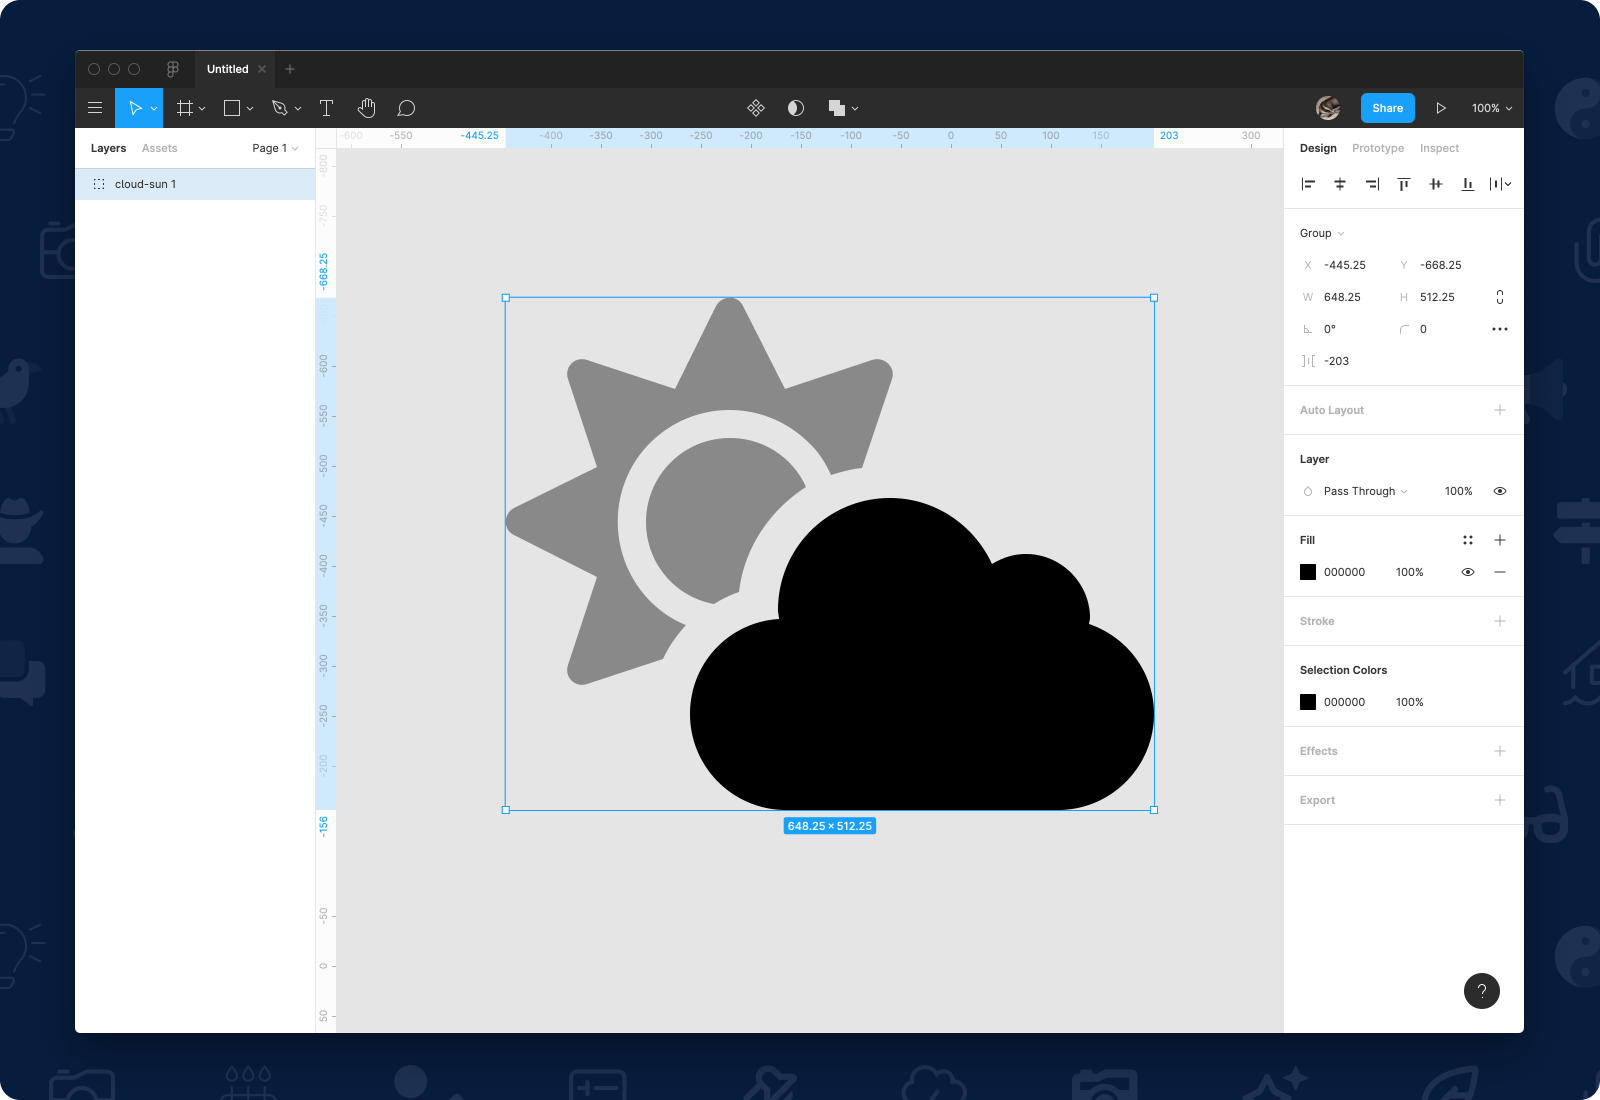 Untitled
Share
100%
Layers
Assets
Page 1
cloud-sun 1
-600
-550
-445.25
-400
-350
-300
-250
-200
-150
-100
-50
0
50
100
150
203
300
-800
-750
-668.25
-600
-550
-500
-450
-400
-350
-300
-250
-200
-156
-50
0
50
648.25 × 512.25
Design
Prototype
Inspect
Group
X -445.25 Y -668.25
W 648.25 H 512.25
0° 0
-203
Auto Layout
Layer
Pass Through 100%
Fill
000000 100%
Stroke
Selection Colors
000000 100%
Effects
Export
?